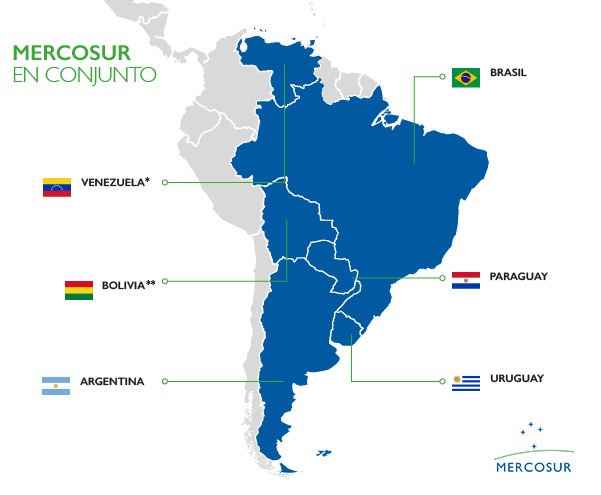 MERCOSUR
EN CONJUNTO
BRASIL
VENEZUELA*
PARAGUAY
BOLIVIA**
ARGENTINA
URUGUAY
MERCOSUR